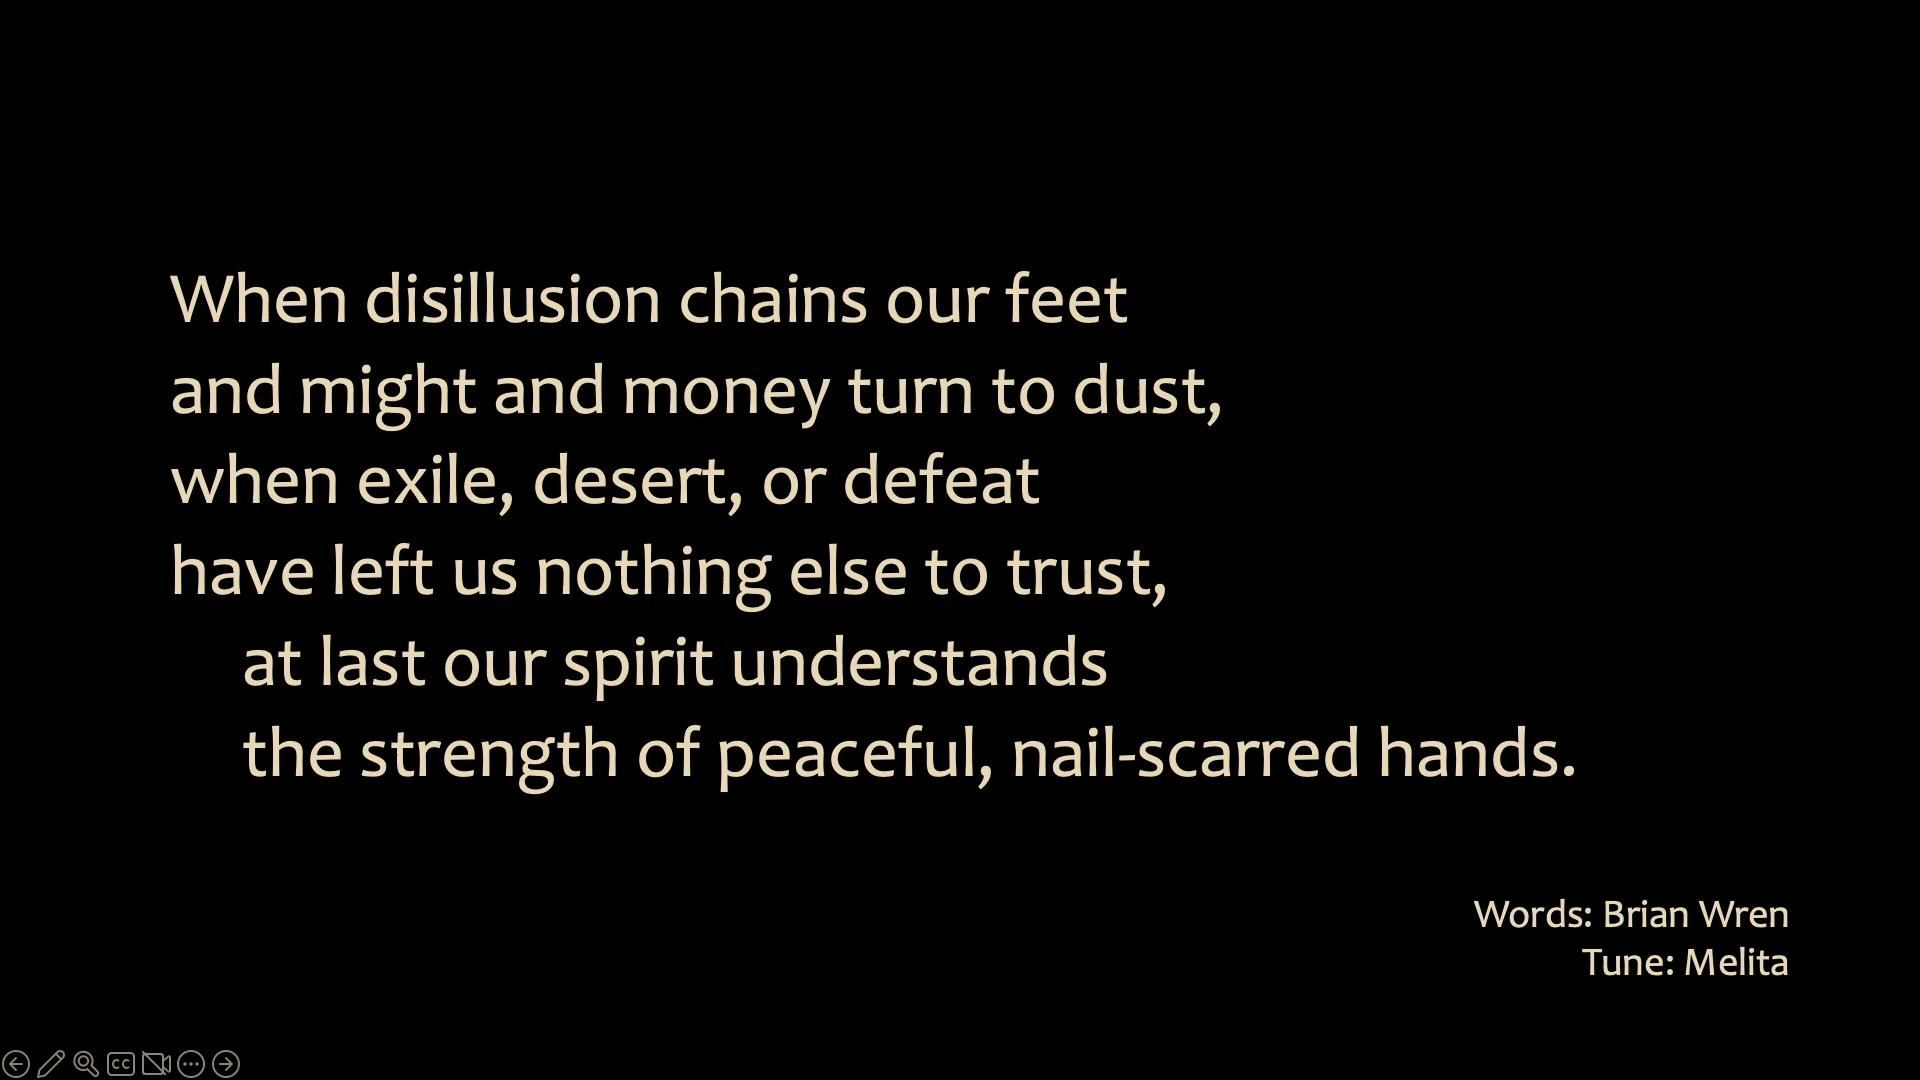 When disillusion chains our feet
and might and money turn to dust,
when exile, desert, or defeat
have left us nothing else to trust,
at last our spirit understands
the strength of peaceful, nail-scarred hands.
Words: Brian Wren
Tune: Melita
CC